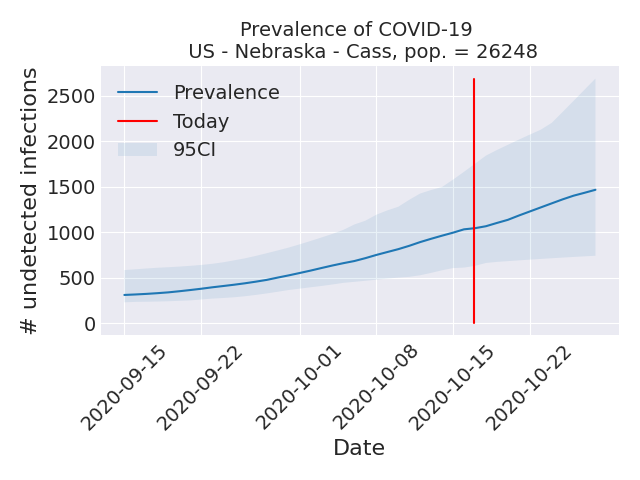 Prevalence of COVID-19
US - Nebraska - Cass, pop. = 26248
# undetected infections
2500
2000
1500
1000
500
0
Prevalence
Today
95CI
2020-09-15
2020-09-22
2020-10-01
2020-10-08
2020-10-15
2020-10-22
Date